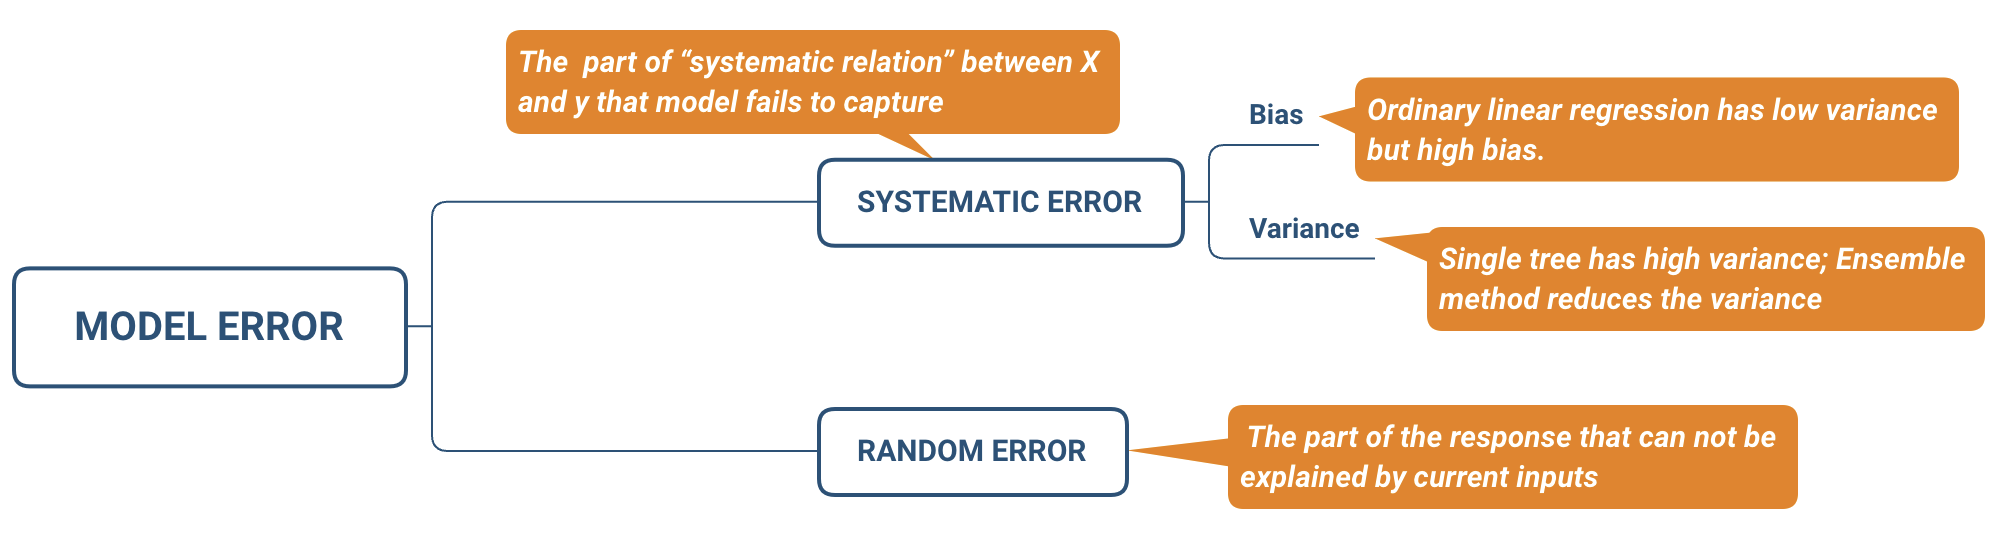 The  part of “systematic relation” between X
and y that model fails to capture
Bias
Ordinary linear regression has low variance
but high bias.
SYSTEMATIC ERROR
Variance
Single tree has high variance; Ensemble
method reduces the variance
MODEL ERROR
RANDOM ERROR
The part of the response that can not be
explained by current inputs